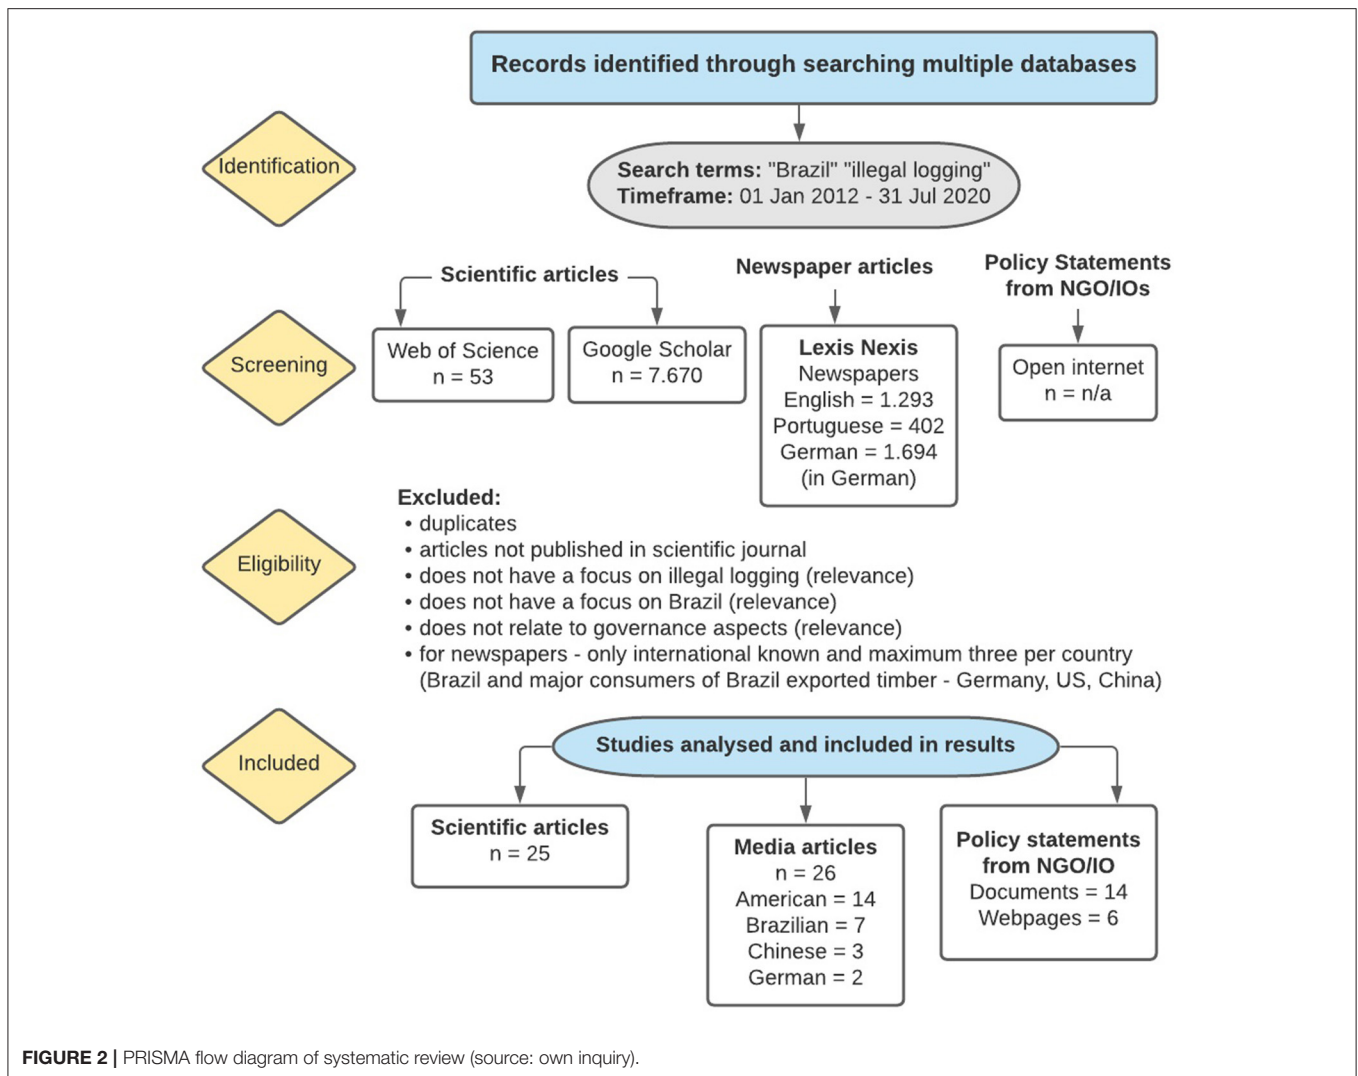 Records identified through searching multiple databases
Identification
Search terms: "Brazil" "illegal logging"
Timeframe: 01 Jan 2012 - 31 Jul 2020
Scientific articles
Newspaper articles
Policy Statements
from NGO/IOs
Screening
Web of Science
n = 53
Google Scholar
n = 7.670
Lexis Nexis
Newspapers
English = 1.293
Portuguese = 402
German = 1.694
(in German)
Open internet
n = n/a
Eligibility
Excluded:
• duplicates
• articles not published in scientific journal
• does not have a focus on illegal logging (relevance)
• does not have a focus on Brazil (relevance)
• does not relate to governance aspects (relevance)
• for newspapers - only international known and maximum three per country
(Brazil and major consumers of Brazil exported timber - Germany, US, China)
Included
Studies analysed and included in results
Scientific articles
n = 25
Media articles
n = 26
American = 14
Brazilian = 7
Chinese = 3
German = 2
Policy statements
from NGO/IO
Documents = 14
Webpages = 6
FIGURE 2 | PRISMA flow diagram of systematic review (source: own inquiry).